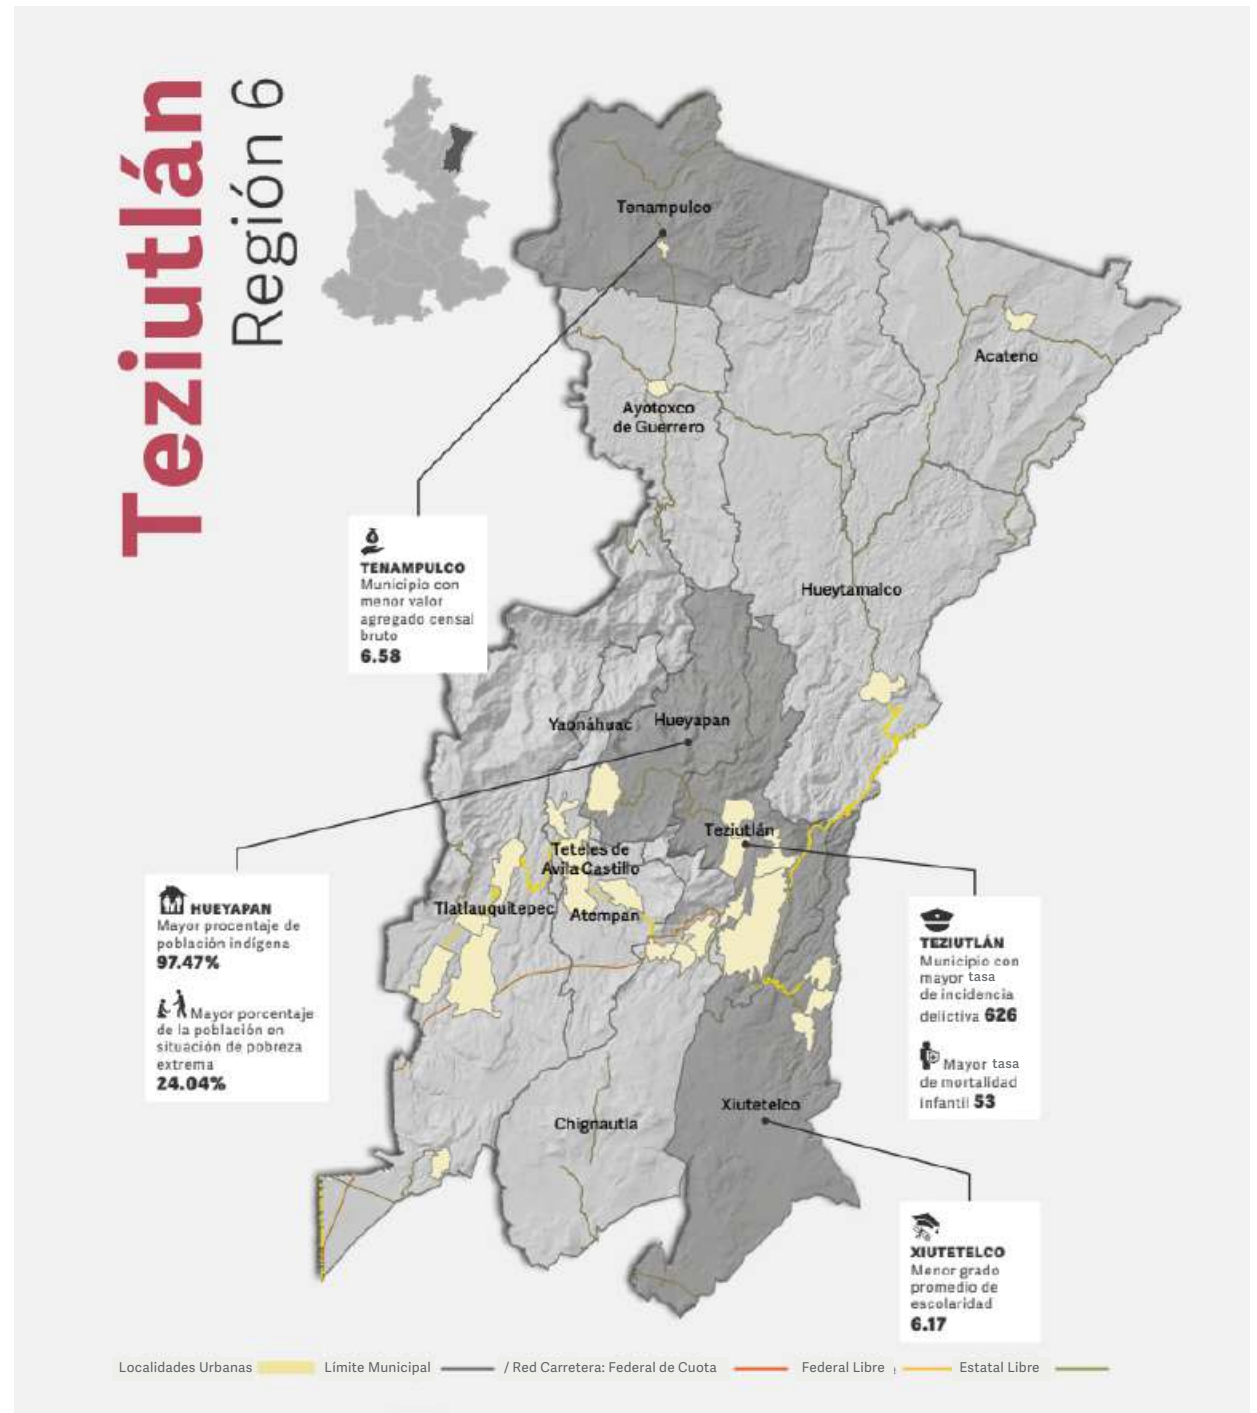 Teziutlán
Región 6
Tenampulco
Acateno
Ayotoxco
de Guerrero
Hueytamalco
TENAMPULCO
Municipio con
menor valor
agregado censal
bruto
6.58
Yaonáhuac
Hueyapan
Teziutlán
Teteles de
Avila Castillo
Tlatlauquitepec
Atempan
HUEYAPAN
Mayor procentaje de
población indígena
97.47%
Mayor porcentaje
de la población en
situación de pobreza
extrema
24.04%
TEZIUTLÁN
Municipio con
mayor tasa
de incidencia
delictiva 626
Mayor tasa
de mortalidad
infantil 53
Chignautla
Xiutetelco
XIUTETELCO
Menor grado
promedio de
escolaridad
6.17
Localidades Urbanas Límite Municipal / Red Carretera: Federal de Cuota Federal Libre , Estatal Libre